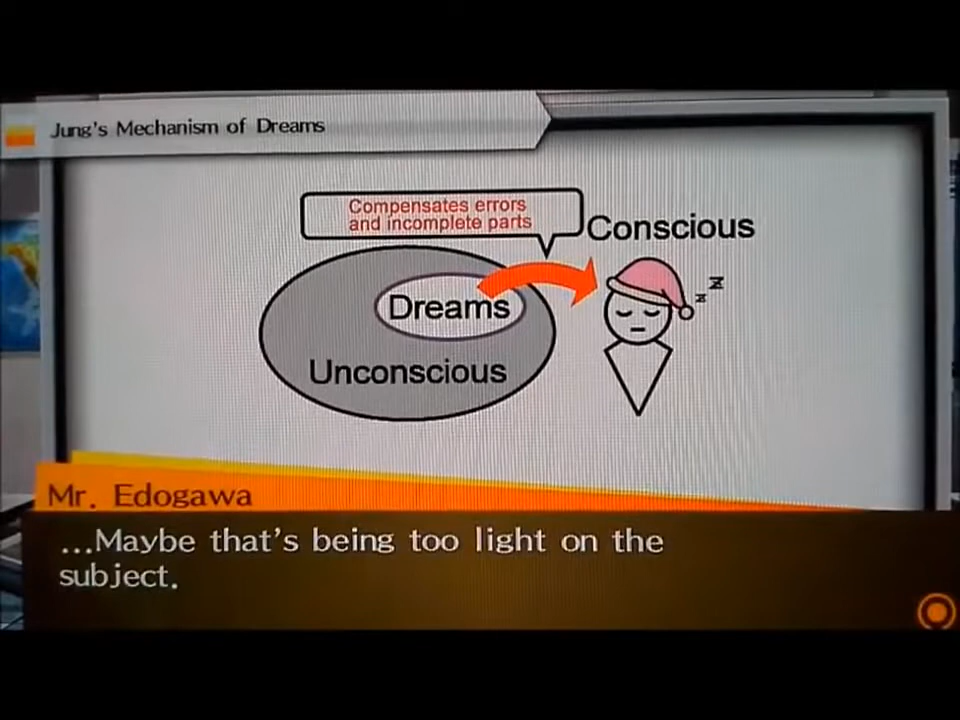 Jung's Mechanism of Dreams
Compensates errors
and incomplete parts
Conscious
z
z
Dreams
Unconscious
Mr. Edogawa
...Maybe that's being too light on the
subject.